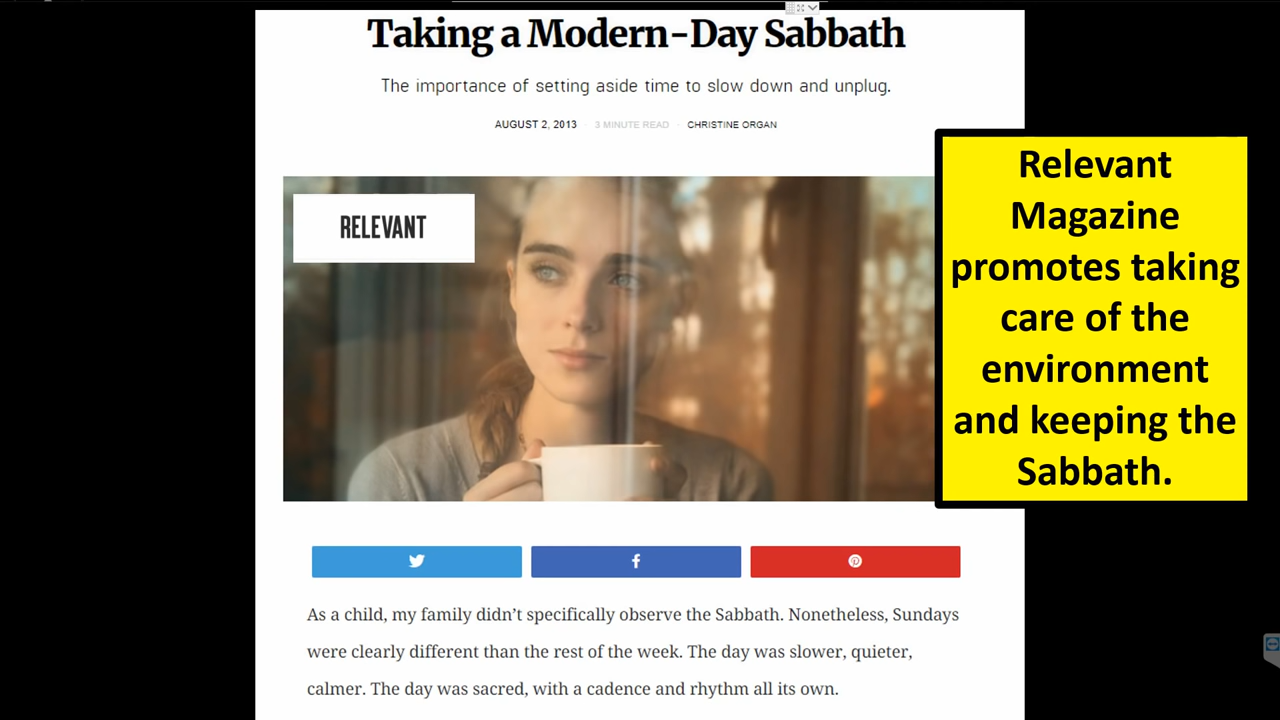 Taking a Modern-Day Sabbath
The importance of setting aside time to slow down and unplug.
AUGUST 2, 2013 - 3 MINUTE READ - CHRISTINE ORGAN
RELEVANT
Relevant
Magazine
promotes taking
care of the
environment
and keeping the
Sabbath.
As a child, my family didn’t specifically observe the Sabbath. Nonetheless, Sundays
were clearly different than the rest of the week. The day was slower, quieter,
calmer. The day was sacred, with a cadence and rhythm all its own.